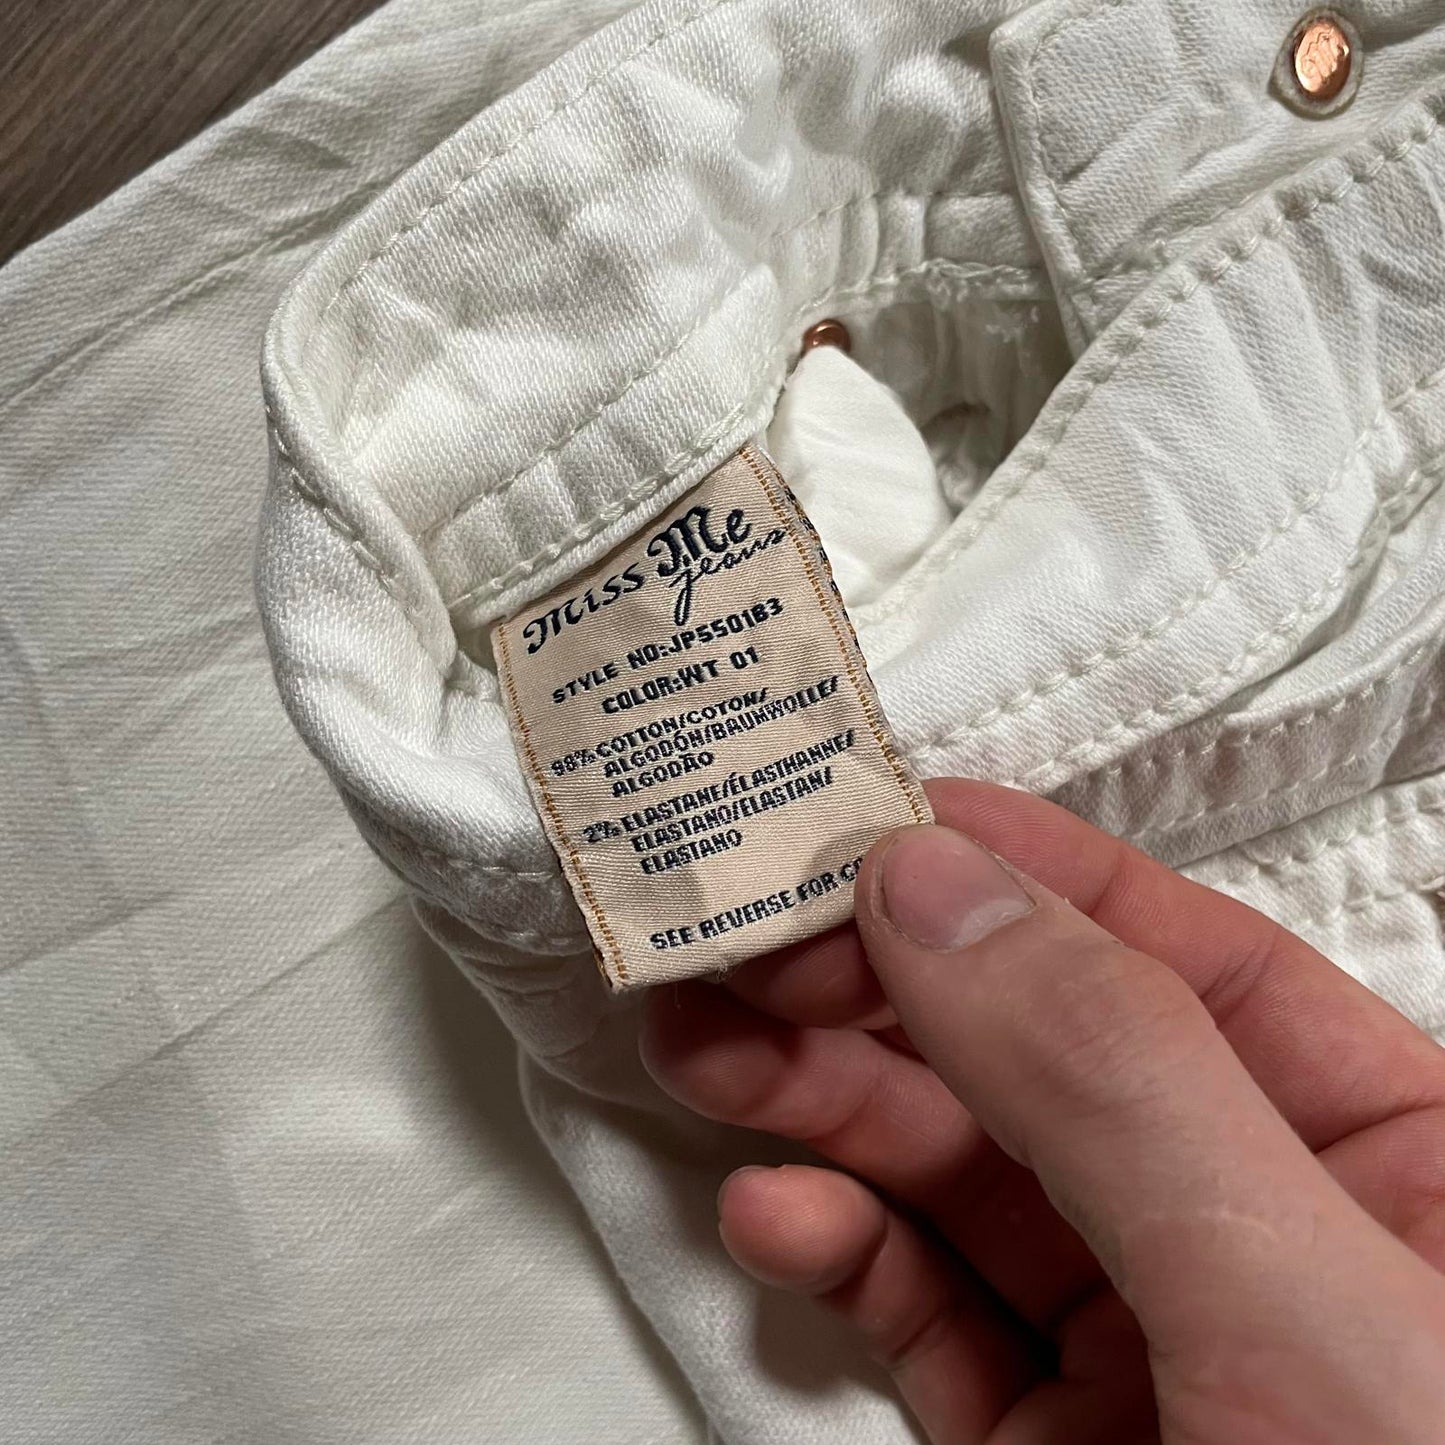 Miss Me
jeans
STYLE NO:JP5501B3
COLOR:WT 01
98% COTTON/COTON/
ALGODÓN/BAUMWOLLE/
ALGODÃO
2% ELASTANE/ÉLASTHANNE/
ELASTANO/ELASTAN/
ELASTANO
SEE REVERSE FOR